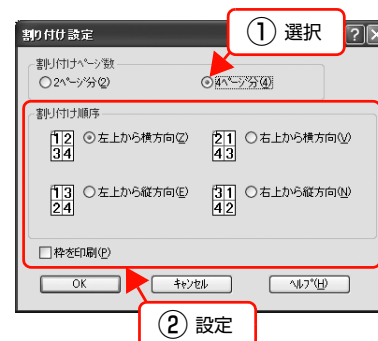 ① 選択
割り付け設定
割り付けページ数
2ページ分(2) 4ページ分(4)
割り付け順序
12 左上から横方向(Z) 21 右上から横方向(V)
34 43
13 左上から縦方向(E) 31 右上から縦方向(N)
24 42
枠を印刷(P)
OK キャンセル ヘルプ(H)
② 設定